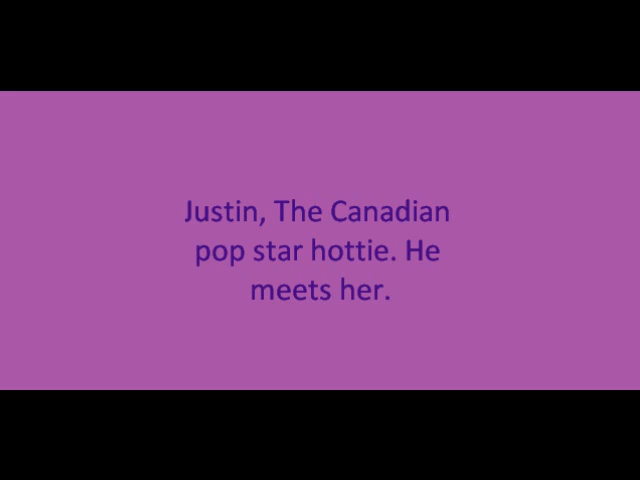 Justin, The Canadian
pop star hottie. He
meets her.